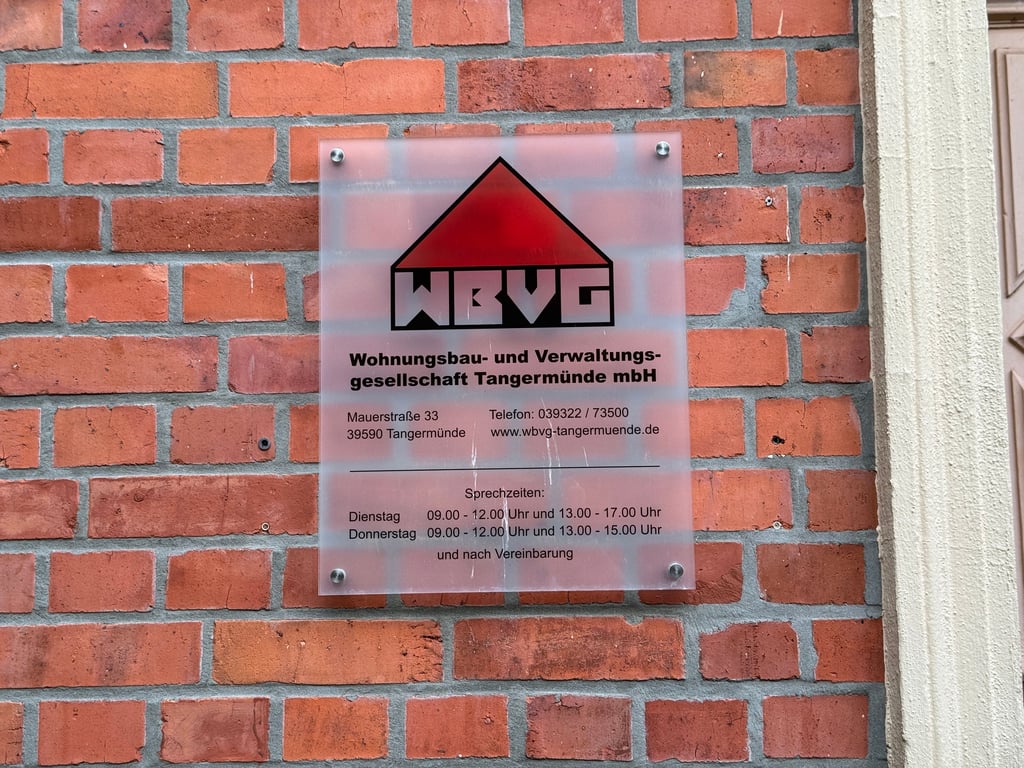 WBVG
Wohnungsbau- und Verwaltungs-
gesellschaft Tangermünde mbH
Mauerstraße 33 Telefon: 039322 / 73500
39590 Tangermünde www.wbvg-tangermuende.de
Sprechzeiten:
Dienstag 09.00 - 12.00 Uhr und 13.00 - 17.00 Uhr
Donnerstag 09.00 - 12.00 Uhr und 13.00 - 15.00 Uhr
und nach Vereinbarung